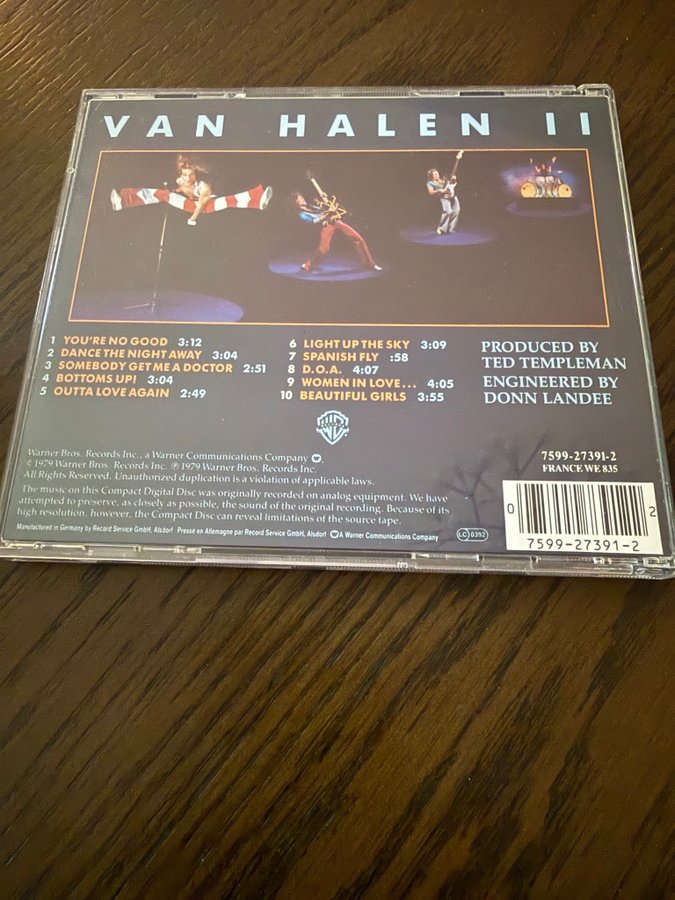 VAN HALEN II
1 YOU'RE NO GOOD 3:12
2 DANCE THE NIGHT AWAY 3:04
3 SOMEBODY GET ME A DOCTOR 2:51
4 BOTTOMS UP! 3:04
5 OUTTA LOVE AGAIN 2:49
6 LIGHT UP THE SKY 3:09
7 SPANISH FLY :58
8 D.O.A. 4:07
9 WOMEN IN LOVE... 4:05
10 BEAUTIFUL GIRLS 3:55
PRODUCED BY
TED TEMPLEMAN
ENGINEERED BY
DONN LANDEE
Warner Bros. Records Inc., a Warner Communications Company
© 1979 Warner Bros. Records Inc. ℗ 1979 Warner Bros. Records Inc.
All Rights Reserved. Unauthorized duplication is a violation of applicable laws.
The music on this Compact Digital Disc was originally recorded on analog equipment. We have
attempted to preserve, as closely as possible, the sound of the original recording. Because of its
high resolution, however, the Compact Disc can reveal limitations of the source tape.
Manufactured in Germany by Record Service GmbH, Alsdorf Pressé en Allemagne par Record Service GmbH, Alsdorf A Warner Communications Company
LC 0392
7599-27391-2
FRANCE WE 835
0 2
7599-27391-2